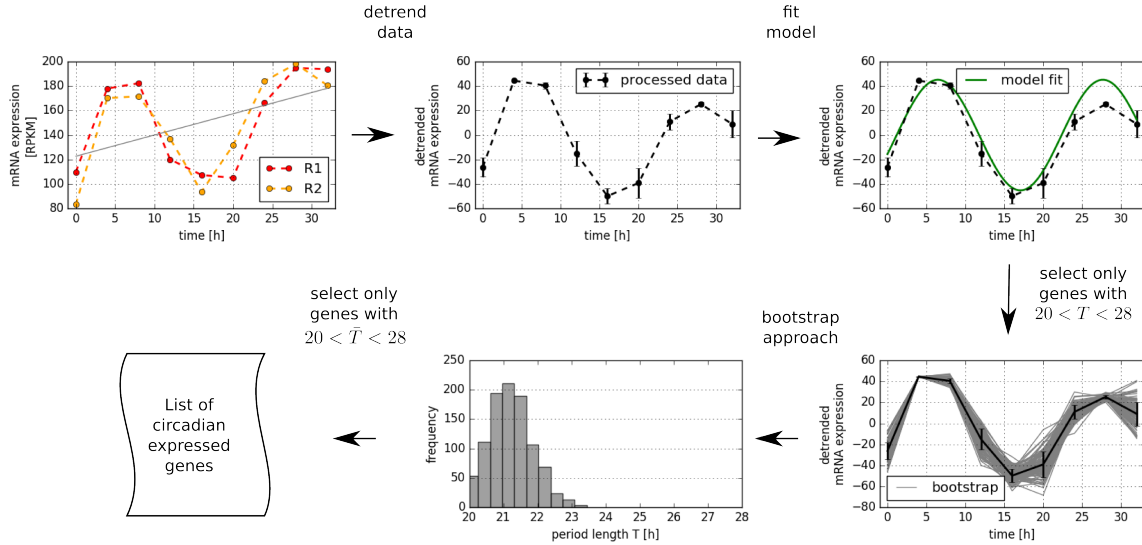 detrend
data
fit
model
mRNA expression
[RPKM]
200
180
160
140
120
100
80
R1
R2
0 5 10 15 20 25 30
time [h]
detrended
mRNA expression
60
40
20
0
−20
−40
−60
processed data
0 5 10 15 20 25 30
time [h]
detrended
mRNA expression
60
40
20
0
−20
−40
−60
model fit
0 5 10 15 20 25 30
time [h]
select only
genes with
20 < T < 28
bootstrap
approach
detrended
mRNA expression
60
40
20
0
−20
−40
−60
−80
bootstrap
0 5 10 15 20 25 30
time [h]
frequency
250
200
150
100
50
0
20 21 22 23 24 25 26 27 28
period length T [h]
select only
genes with
20 < T̄ < 28
List of
circadian
expressed
genes